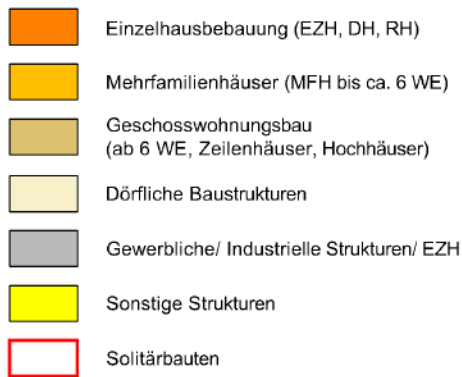 Einzelhausbebauung (EZH, DH, RH)
Mehrfamilienhäuser (MFH bis ca. 6 WE)
Geschosswohnungsbau
(ab 6 WE, Zeilenhäuser, Hochhäuser)
Dörfliche Baustrukturen
Gewerbliche/ Industrielle Strukturen/ EZH
Sonstige Strukturen
Solitärbauten